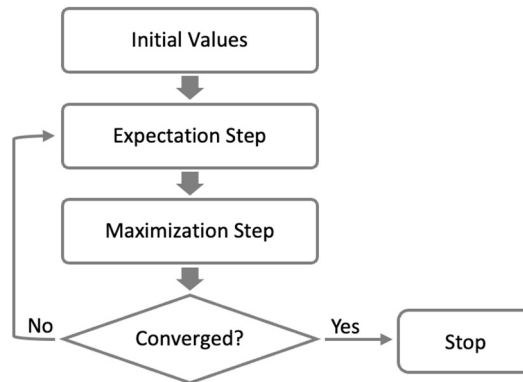 Initial Values
Expectation Step
Maximization Step
No
Converged?
Yes
Stop